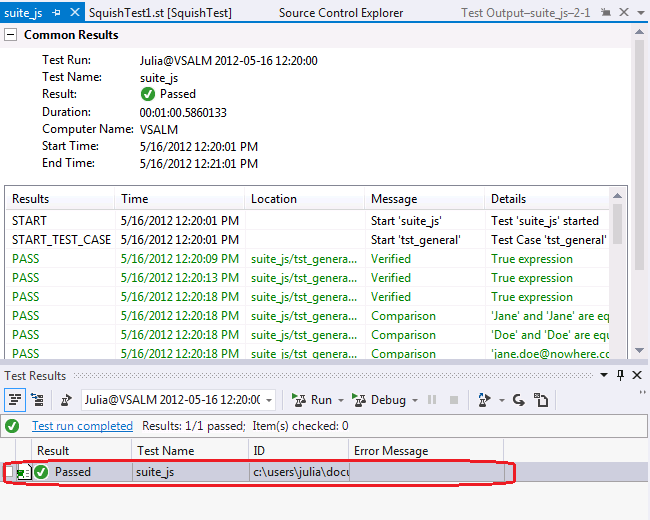 suite_js SquishTest1.st [SquishTest] Source Control Explorer Test Output–suite_js–2-1
Common Results
Test Run: Julia@VSALM 2012-05-16 12:20:00
Test Name: suite_js
Result: Passed
Duration: 00:01:00.5860133
Computer Name: VSALM
Start Time: 5/16/2012 12:20:01 PM
End Time: 5/16/2012 12:21:01 PM
Results Time Location Message Details
START 5/16/2012 12:20:01 PM Start 'suite_js' Test 'suite_js' started
START_TEST_CASE 5/16/2012 12:20:01 PM Start 'tst_general' Test Case 'tst_general'
PASS 5/16/2012 12:20:09 PM suite_js/tst_genera... Verified True expression
PASS 5/16/2012 12:20:13 PM suite_js/tst_genera... Verified True expression
PASS 5/16/2012 12:20:18 PM suite_js/tst_genera... Verified True expression
PASS 5/16/2012 12:20:18 PM suite_js/tst_genera... Comparison 'Jane' and 'Jane' are equ
PASS 5/16/2012 12:20:18 PM suite_js/tst_genera... Comparison 'Doe' and 'Doe' are equ
PASS 5/16/2012 12:20:18 PM suite_js/tst_genera... Comparison 'jane.doe@nowhere.co
Test Results
Julia@VSALM 2012-05-16 12:20:00 Run Debug
Test run completed Results: 1/1 passed; Item(s) checked: 0
Result Test Name ID Error Message
Passed suite_js c:\users\julia\docu